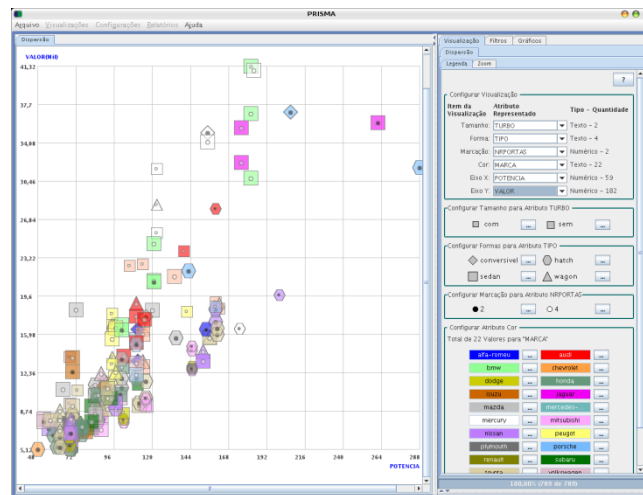 PRISMA
Arquivo Visualizações Configurações Relatórios Ajuda
Dispersão
VALOR(Mil)
41,32
37,7
34,08
30,46
26,84
23,22
19,6
15,98
12,36
8,74
5,12
48 72 96 120 144 168 192 216 240 264 288
POTENCIA
Visualização Filtros Gráficos
Dispersão
Legenda Zoom
?
Configurar Visualização
Item da Visualização Atributo Representado Tipo - Quantidade
Tamanho: TURBO Texto - 2
Forma: TIPO Texto - 4
Marcação: NRPORTAS Numérico - 2
Cor: MARCA Texto - 22
Eixo X: POTENCIA Numérico - 59
Eixo Y: VALOR Numérico - 182
Configurar Tamanho para Atributo TURBO
com ... sem ...
Configurar Formas para Atributo TIPO
conversivel ... hatch ...
sedan ... wagon ...
Configurar Marcação para Atributo NRPORTAS
2 ... 4 ...
Configurar Atributo Cor
Total de 22 Valores para "MARCA"
alfa-romeu ... audi ...
bmw ... chevrolet ...
dodge ... honda ...
isuzu ... jaguar ...
mazda ... mercedes- ...
mercury ... mitsubishi ...
nissan ... peugot ...
plymouth ... porsche ...
renault ... subaru ...
toyota ... volkswagen ...
100,00% (789 de 789)